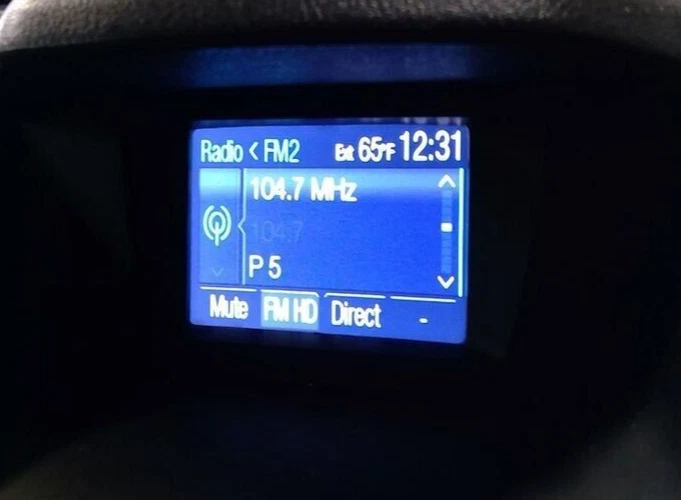 Radio < FM2 Ext 65°F 12:31
104.7 MHz
104.7
P 5
Mute FM HD Direct -